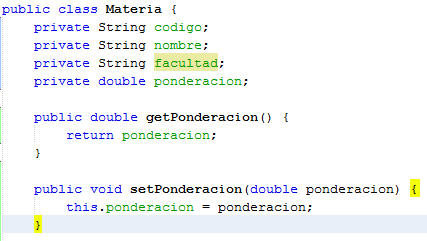 public class Materia {
    private String codigo;
    private String nombre;
    private String facultad;
    private double ponderacion;
    public double getPonderacion() {
        return ponderacion;
    }
    public void setPonderacion(double ponderacion) {
        this.ponderacion = ponderacion;
    }